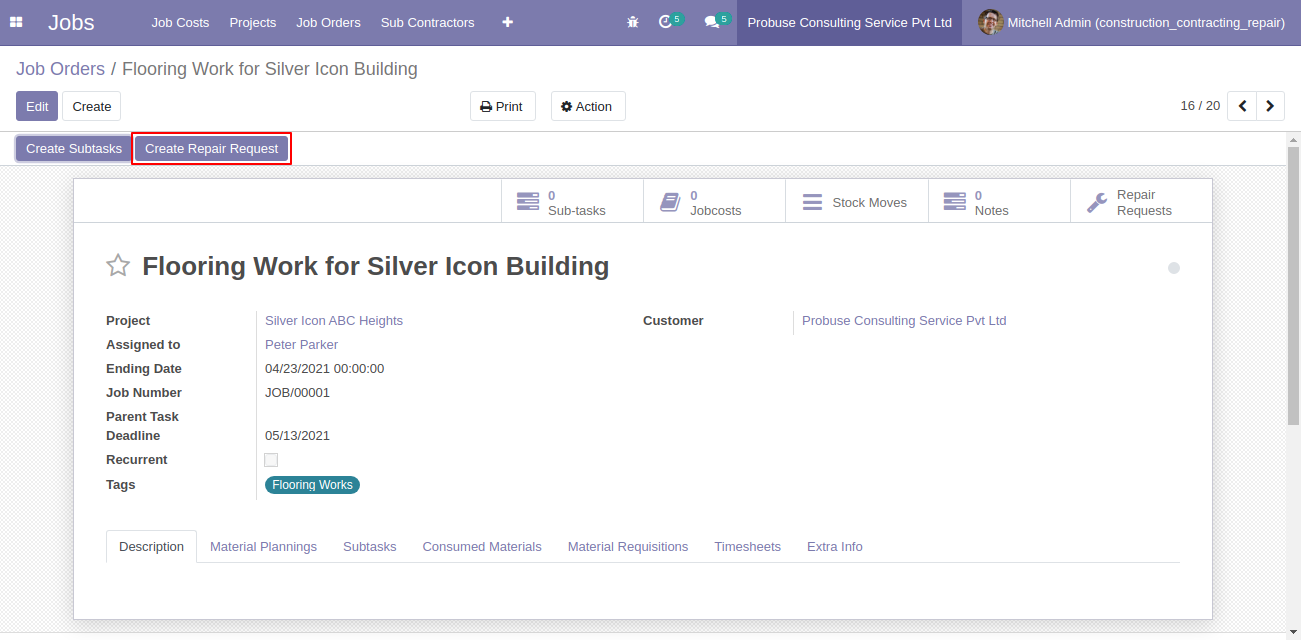 Jobs
Job Costs Projects Job Orders Sub Contractors
5 5 Probuse Consulting Service Pvt Ltd Mitchell Admin (construction_contracting_repair)
Job Orders / Flooring Work for Silver Icon Building
Edit Create Print Action 16 / 20
Create Subtasks Create Repair Request
0 Sub-tasks
0 Jobcosts
Stock Moves
0 Notes
Repair Requests
Flooring Work for Silver Icon Building
Project Silver Icon ABC Heights
Customer Probuse Consulting Service Pvt Ltd
Assigned to Peter Parker
Ending Date 04/23/2021 00:00:00
Job Number JOB/00001
Parent Task
Deadline 05/13/2021
Recurrent
Tags Flooring Works
Description Material Plannings Subtasks Consumed Materials Material Requisitions Timesheets Extra Info